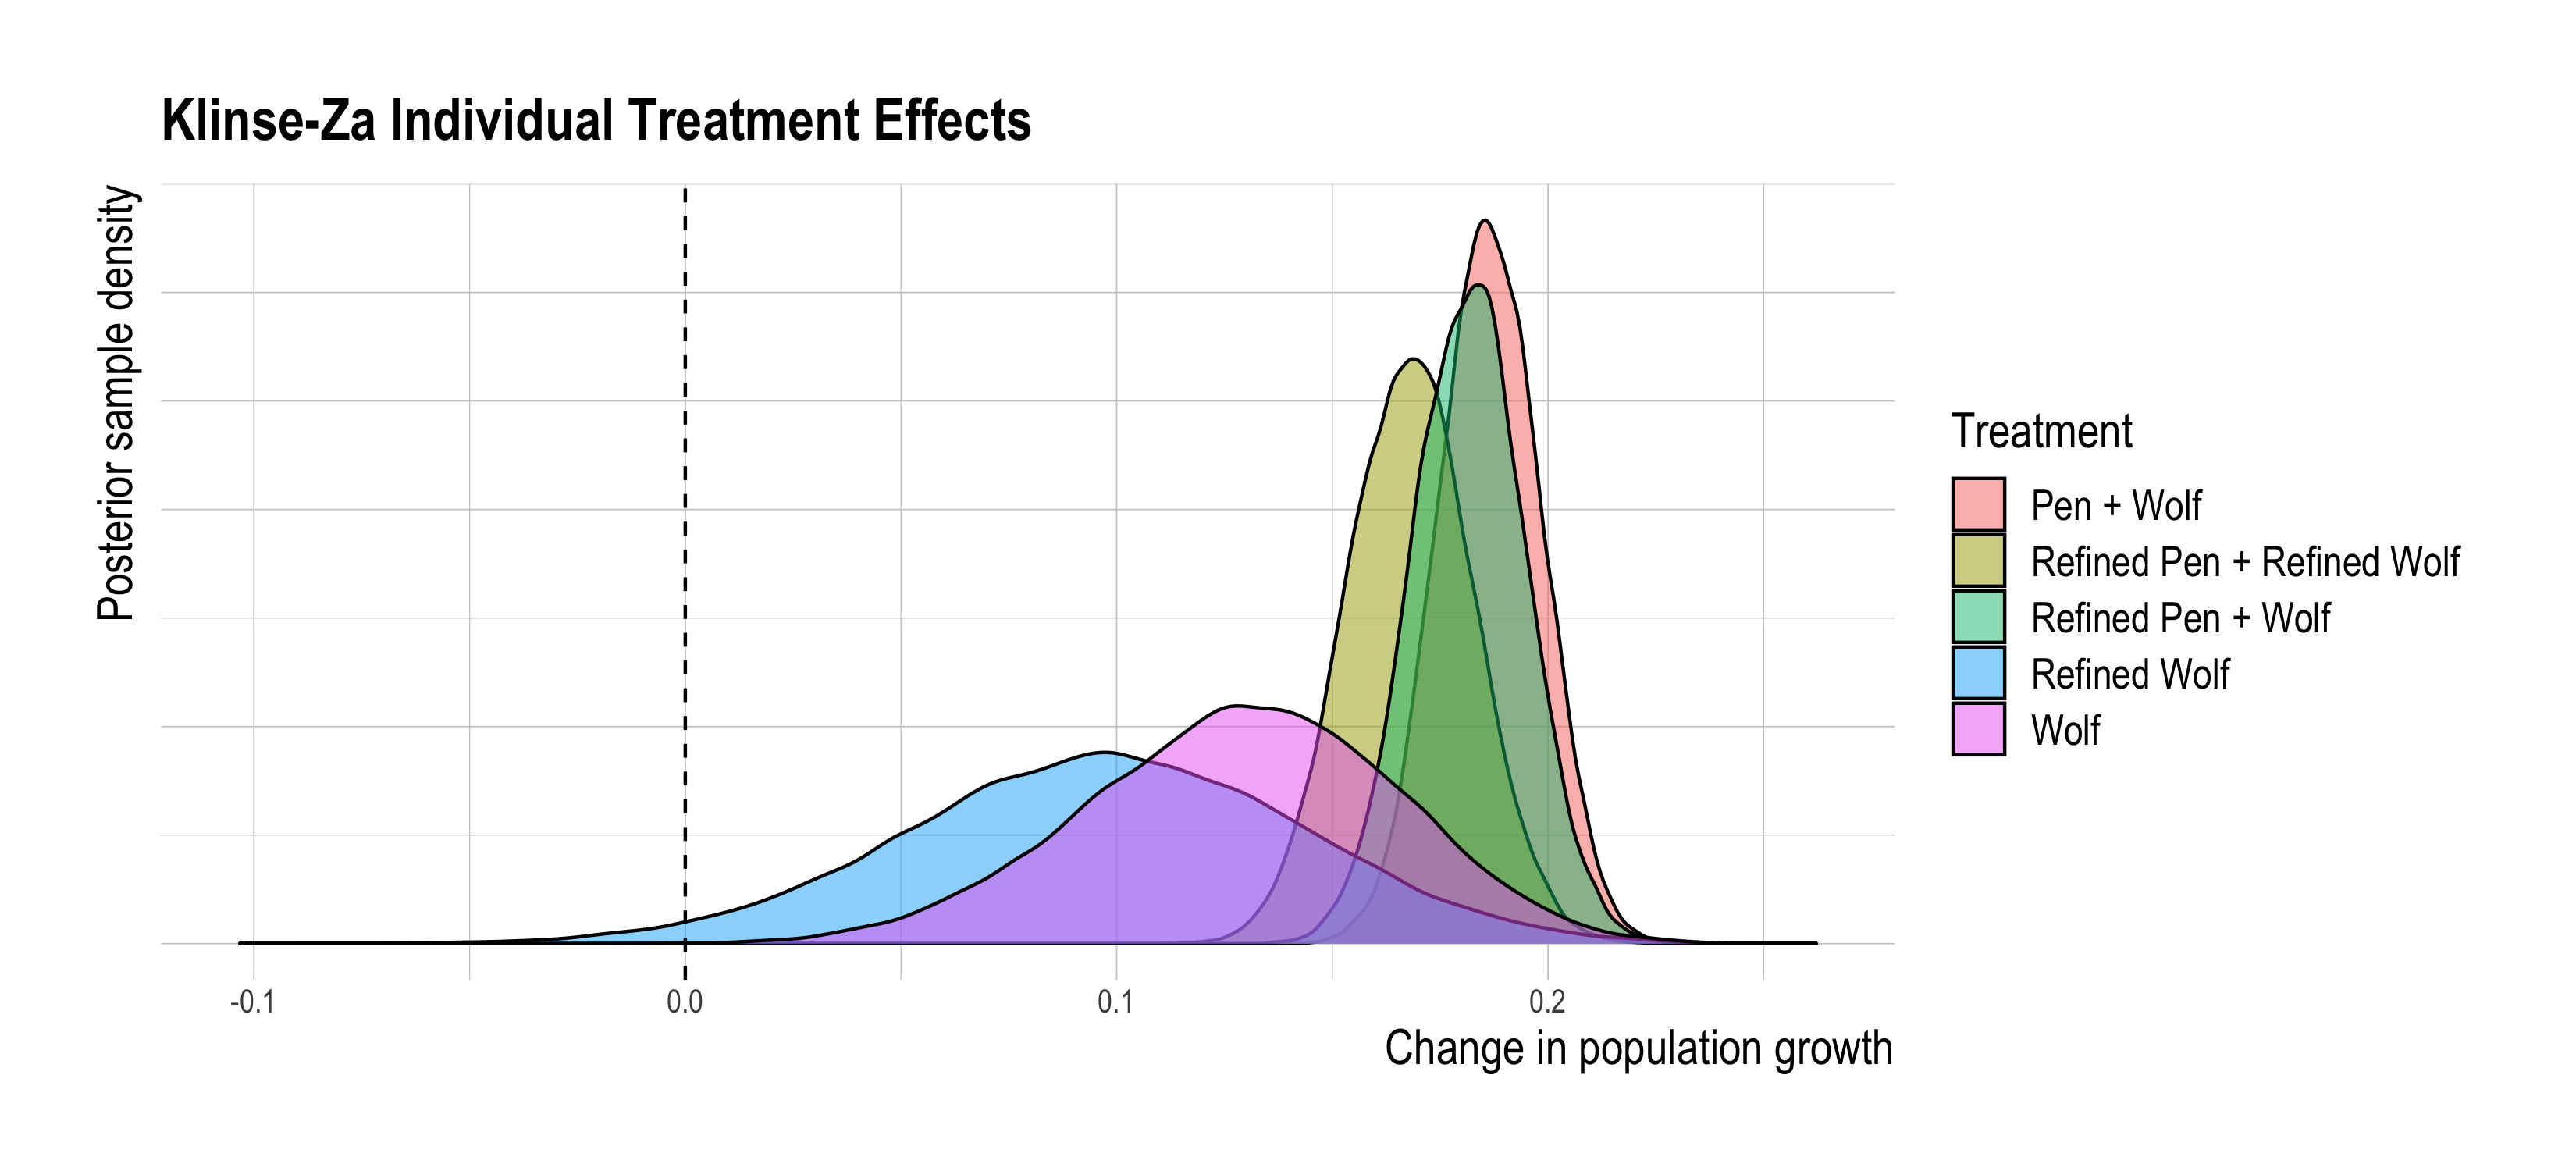 Klinse-Za Individual Treatment Effects
Posterior sample density
-0.1
0.0
0.1
0.2
Change in population growth
Treatment
Pen + Wolf
Refined Pen + Refined Wolf
Refined Pen + Wolf
Refined Wolf
Wolf